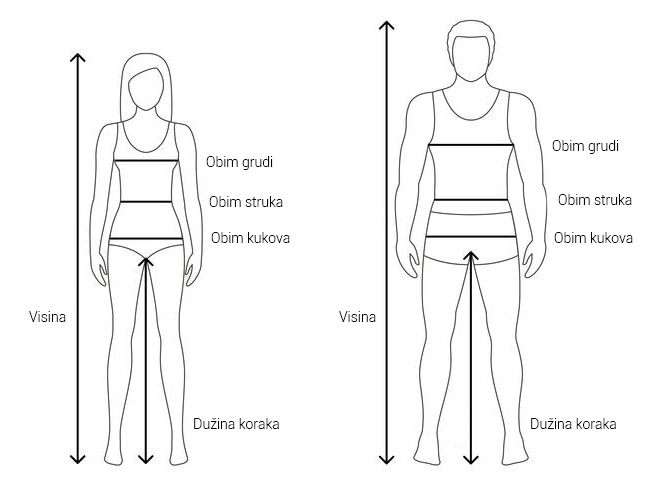 Obim grudi
Obim struka
Obim kukova
Visina
Dužina koraka
Obim grudi
Obim struka
Obim kukova
Visina
Dužina koraka